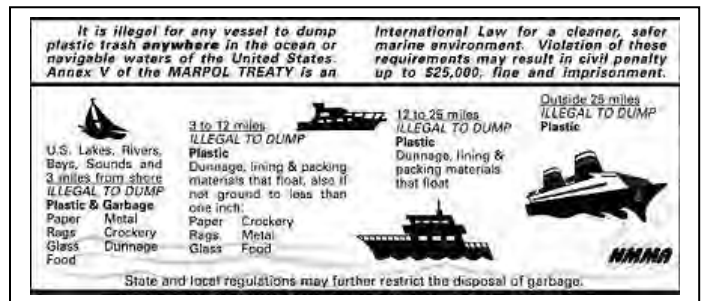 It is illegal for any vessel to dump
plastic trash anywhere in the ocean or
navigable waters of the United States.
Annex V of the MARPOL TREATY is an
International Law for a cleaner, safer
marine environment. Violation of these
requirements may result in civil penalty
up to $25,000, fine and imprisonment.
U.S. Lakes, Rivers,
Bays, Sounds and
3 miles from shore
ILLEGAL TO DUMP
Plastic & Garbage
Paper Metal
Rags Crockery
Glass Dunnage
Food
3 to 12 miles
ILLEGAL TO DUMP
Plastic
Dunnage, lining & packing
materials that float, also if
not ground to less than
one inch:
Paper Crockery
Rags Metal
Glass Food
12 to 25 miles
ILLEGAL TO DUMP
Plastic
Dunnage, lining &
packing materials
that float
Outside 25 miles
ILLEGAL TO DUMP
Plastic
NMMA
State and local regulations may further restrict the disposal of garbage.